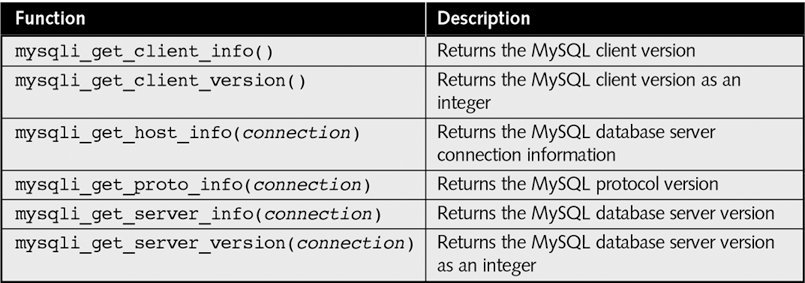 Function Description
mysqli_get_client_info() Returns the MySQL client version
mysqli_get_client_version() Returns the MySQL client version as an
integer
mysqli_get_host_info(connection) Returns the MySQL database server
connection information
mysqli_get_proto_info(connection) Returns the MySQL protocol version
mysqli_get_server_info(connection) Returns the MySQL database server version
mysqli_get_server_version(connection) Returns the MySQL database server version
as an integer